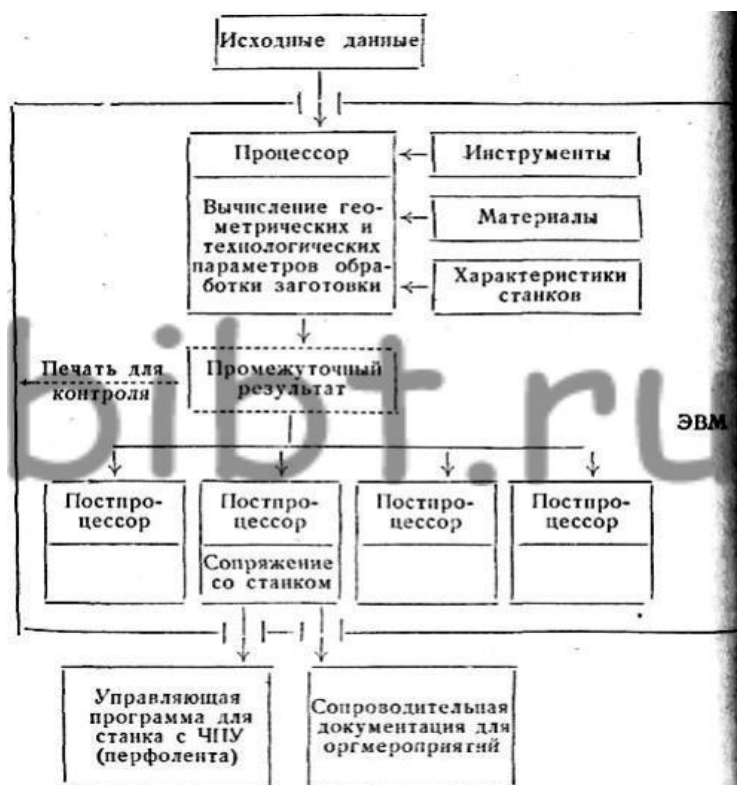 Исходные данные
Процессор
Инструменты
Вычисление гео-
метрических и
технологических
параметров обра-
ботки заготовки
Материалы
Характеристики
станков
Печать для
контроля
Промежуточный
результат
ЭВМ
bibt.ru
Постпро-
цессор
Постпро-
цессор
Сопряжение
со станком
Постпро-
цессор
Постпро-
цессор
Управляющая
программа для
станка с ЧПУ
(перфолента)
Сопроводительная
документация для
оргмероприятий